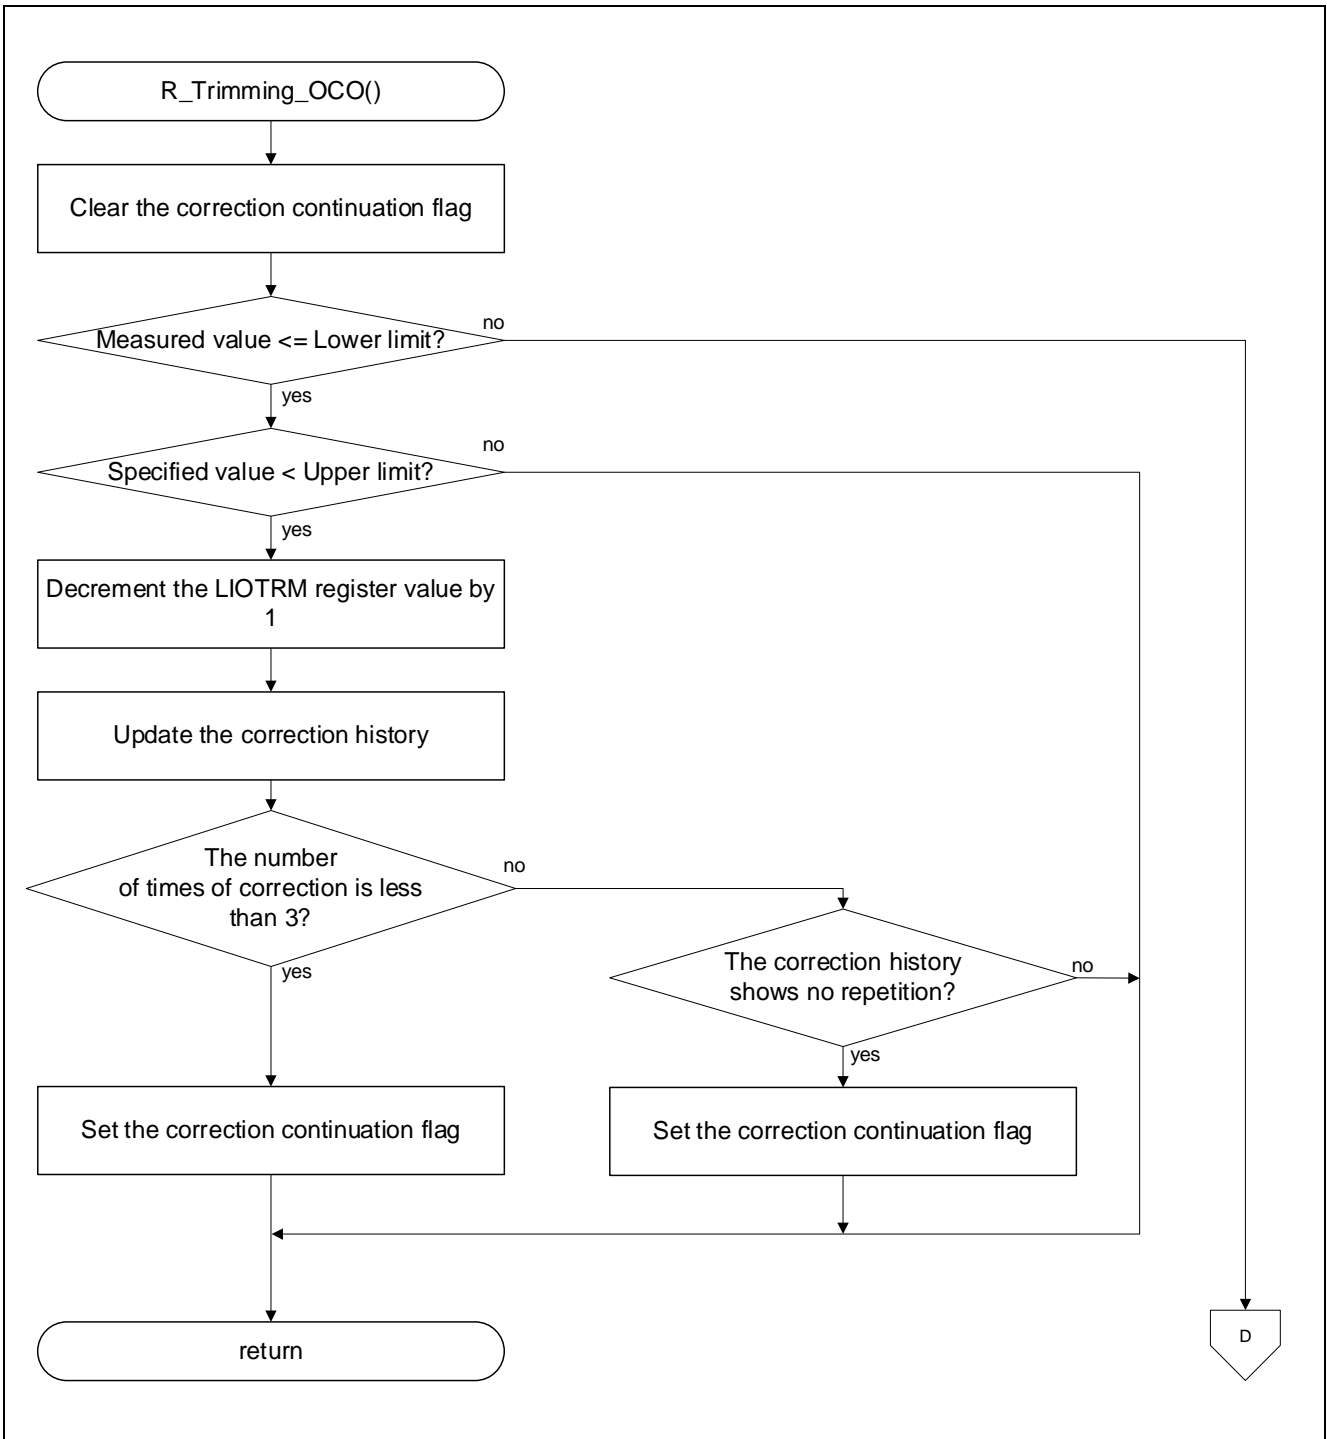 R_Trimming_OCO()
Clear the correction continuation flag
Measured value <= Lower limit?
no
yes
Specified value < Upper limit?
no
yes
Decrement the LIOTRM register value by
1
Update the correction history
The number
of times of correction is less
than 3?
no
yes
The correction history
shows no repetition?
no
yes
Set the correction continuation flag
Set the correction continuation flag
return
D